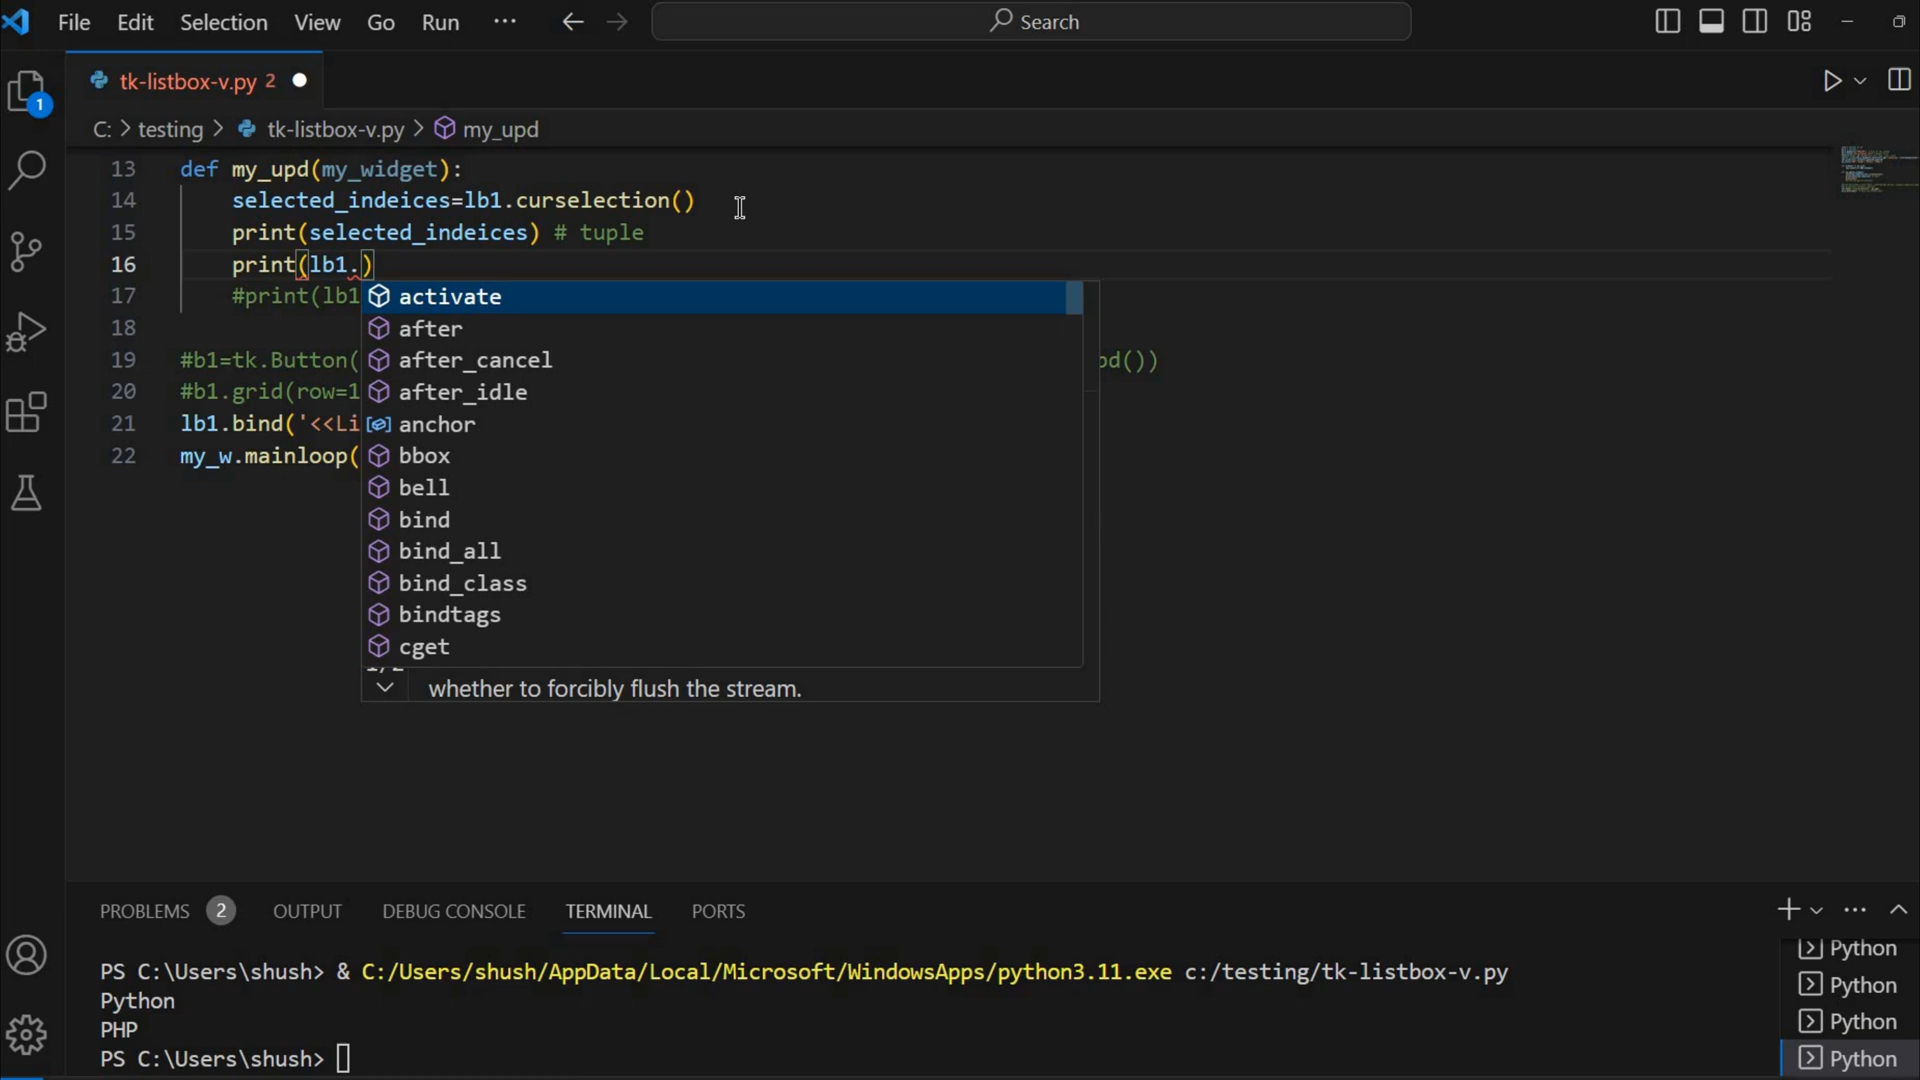 File Edit Selection View Go Run ··· Search
tk-listbox-v.py 2
C: > testing > tk-listbox-v.py > my_upd
13 def my_upd(my_widget):
14 selected_indeices=lb1.curselection()
15 print(selected_indeices) # tuple
16 print(lb1.)
17 #print(lb1
18
19 #b1=tk.Button( pd())
20 #b1.grid(row=1
21 lb1.bind('<<Li
22 my_w.mainloop(
activate
after
after_cancel
after_idle
anchor
bbox
bell
bind
bind_all
bind_class
bindtags
cget
whether to forcibly flush the stream.
1
PROBLEMS 2 OUTPUT DEBUG CONSOLE TERMINAL PORTS
PS C:\Users\shush> & C:/Users/shush/AppData/Local/Microsoft/WindowsApps/python3.11.exe c:/testing/tk-listbox-v.py
Python
PHP
PS C:\Users\shush>
Python
Python
Python
Python